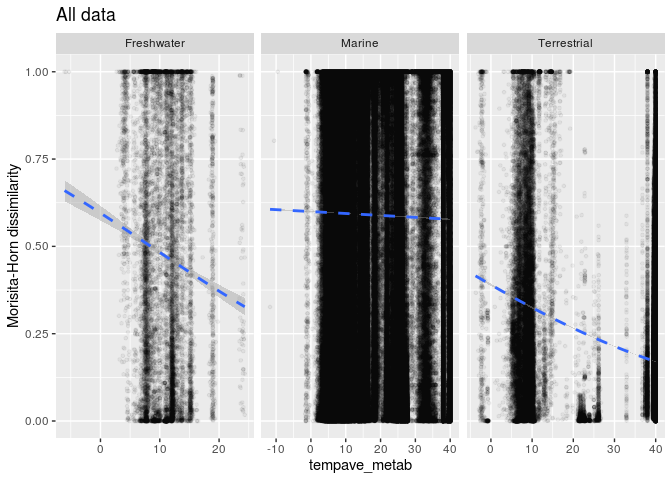 All data
Freshwater Marine Terrestrial
1.00
0.75
0.50
0.25
0.00
Morisita-Horn dissimilarity
0 10 20 -10 0 10 20 30 40 0 10 20 30 40
tempave_metab